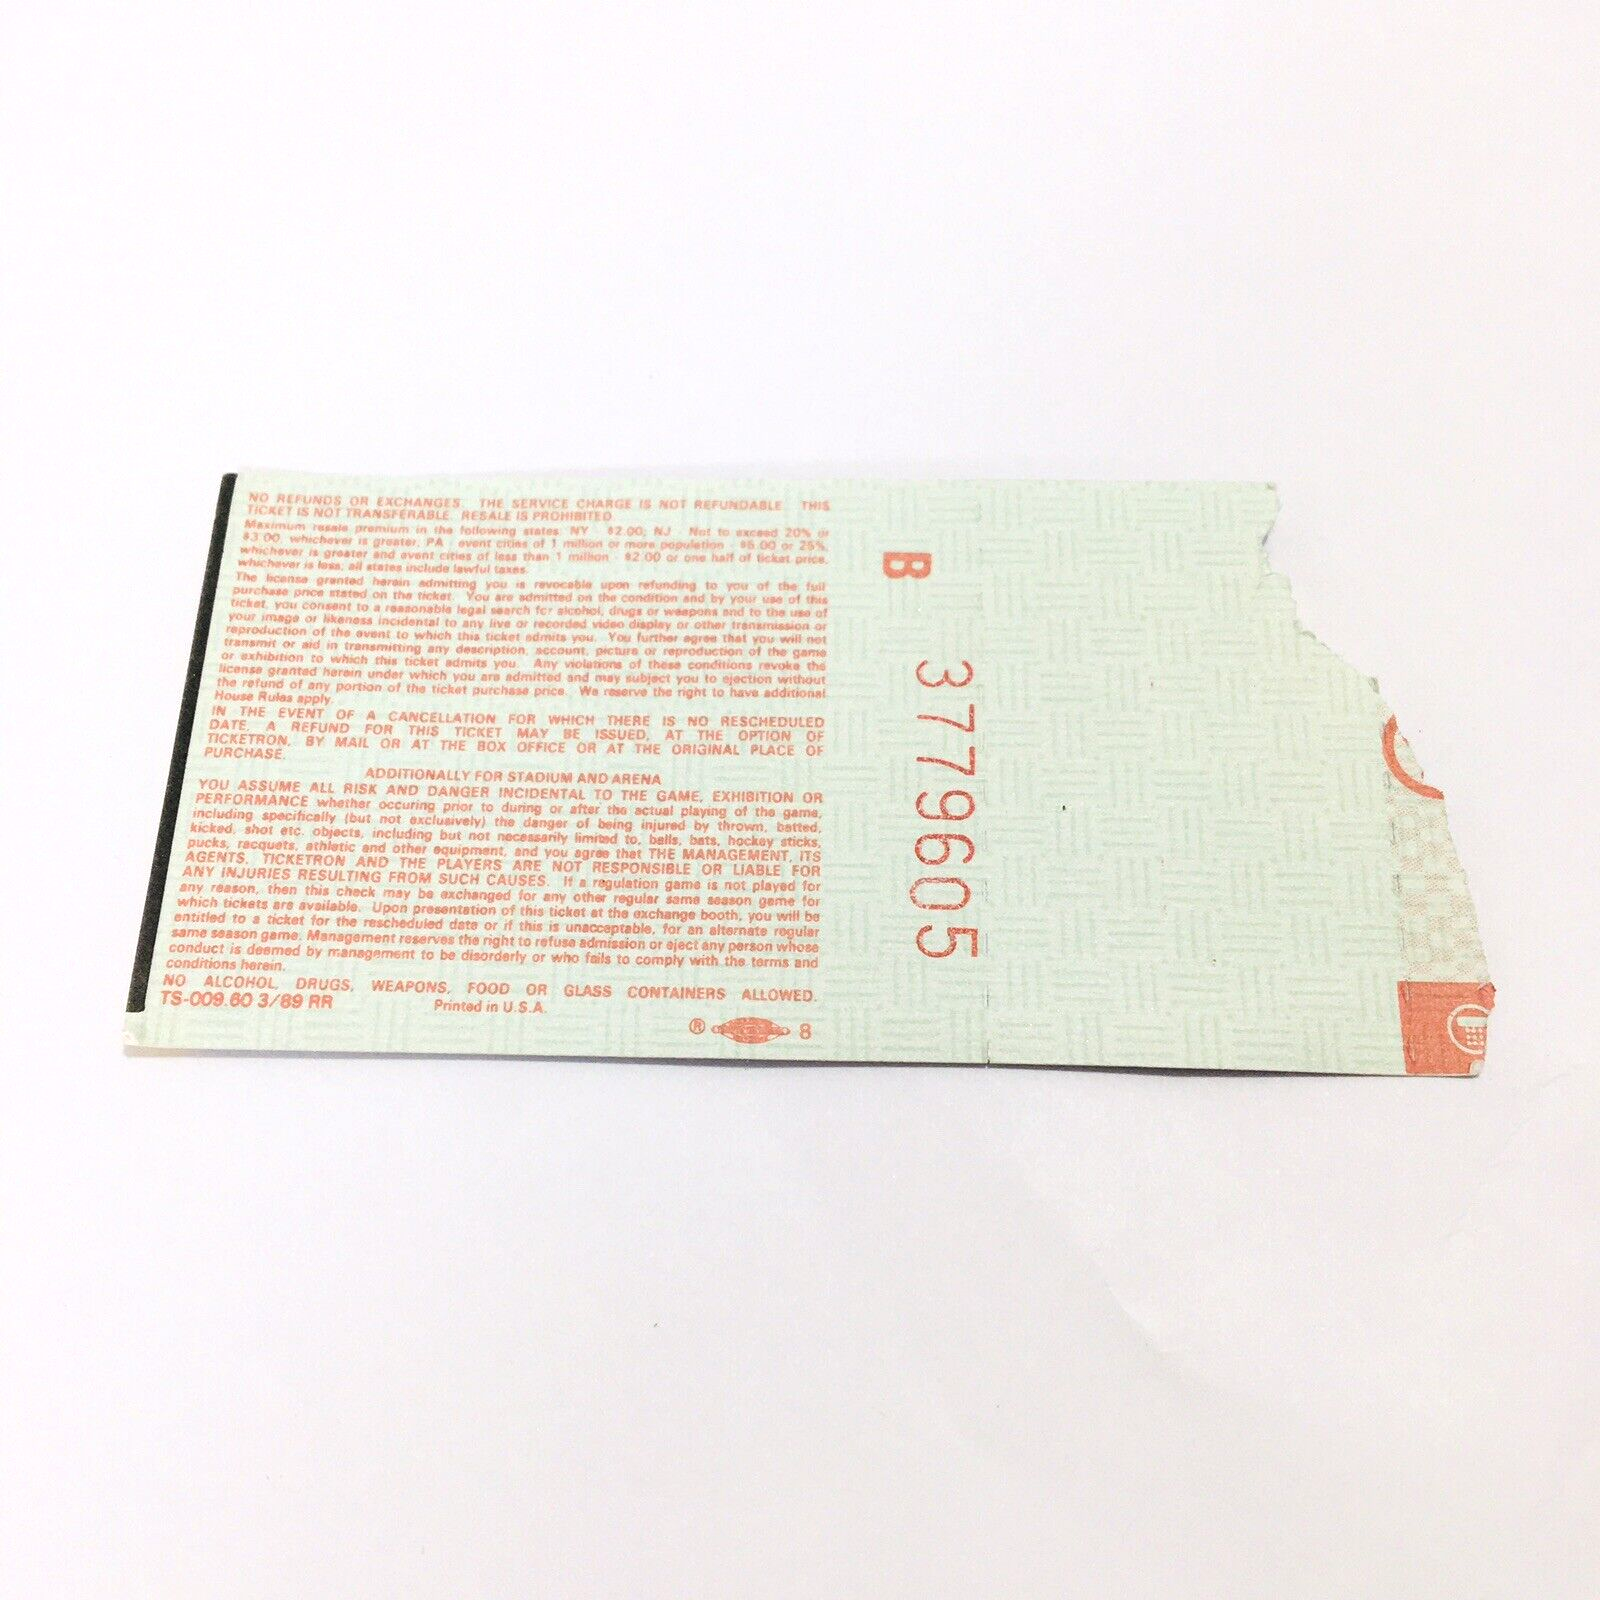 NO REFUNDS OR EXCHANGES. THE SERVICE CHARGE IS NOT REFUNDABLE THIS
TICKET IS NOT TRANSFERABLE. RESALE IS PROHIBITED
Maximum resale premium in the following states NY $2.00; NJ Not to exceed 20% or
$3.00, whichever is greater, PA event cities of 1 million or more population - $5.00 or 25%,
whichever is greater and event cities of less than 1 million - $2.00 or one half of ticket price,
whichever is less; all states include lawful taxes.
The license granted herein admitting you is revocable upon refunding to you of the full
purchase price stated on the ticket. You are admitted on the condition and by your use of this
ticket, you consent to a reasonable legal search for alcohol, drugs or weapons and to the use of
your image or likeness incidental to any live or recorded video display or other transmission or
reproduction of the event to which this ticket admits you. You further agree that you will not
transmit or aid in transmitting any description, account, picture or reproduction of the game
or exhibition to which this ticket admits you. Any violations of these conditions revoke the
license granted herein under which you are admitted and may subject you to ejection without
the refund of any portion of the ticket purchase price. We reserve the right to have additional
House Rules apply.
IN THE EVENT OF A CANCELLATION FOR WHICH THERE IS NO RESCHEDULED
DATE, A REFUND FOR THIS TICKET MAY BE ISSUED, AT THE OPTION OF
TICKETRON, BY MAIL OR AT THE BOX OFFICE OR AT THE ORIGINAL PLACE OF
PURCHASE.
ADDITIONALLY FOR STADIUM AND ARENA
YOU ASSUME ALL RISK AND DANGER INCIDENTAL TO THE GAME, EXHIBITION OR
PERFORMANCE whether occuring prior to during or after the actual playing of the game,
including specifically (but not exclusively) the danger of being injured by thrown, batted,
kicked, shot etc. objects, including but not necessarily limited to, balls, bats, hockey sticks,
pucks, racquets, athletic and other equipment, and you agree that THE MANAGEMENT, ITS
AGENTS, TICKETRON AND THE PLAYERS ARE NOT RESPONSIBLE OR LIABLE FOR
ANY INJURIES RESULTING FROM SUCH CAUSES. If a regulation game is not played for
any reason, then this check may be exchanged for any other regular same season game for
which tickets are available. Upon presentation of this ticket at the exchange booth, you will be
entitled to a ticket for the rescheduled date or if this is unacceptable, for an alternate regular
same season game. Management reserves the right to refuse admission or eject any person whose
conduct is deemed by management to be disorderly or who fails to comply with the terms and
conditions herein.
NO ALCOHOL, DRUGS, WEAPONS, FOOD OR GLASS CONTAINERS ALLOWED.
TS-009.60 3/89 RR Printed in U.S.A.
® 8
B 3779605